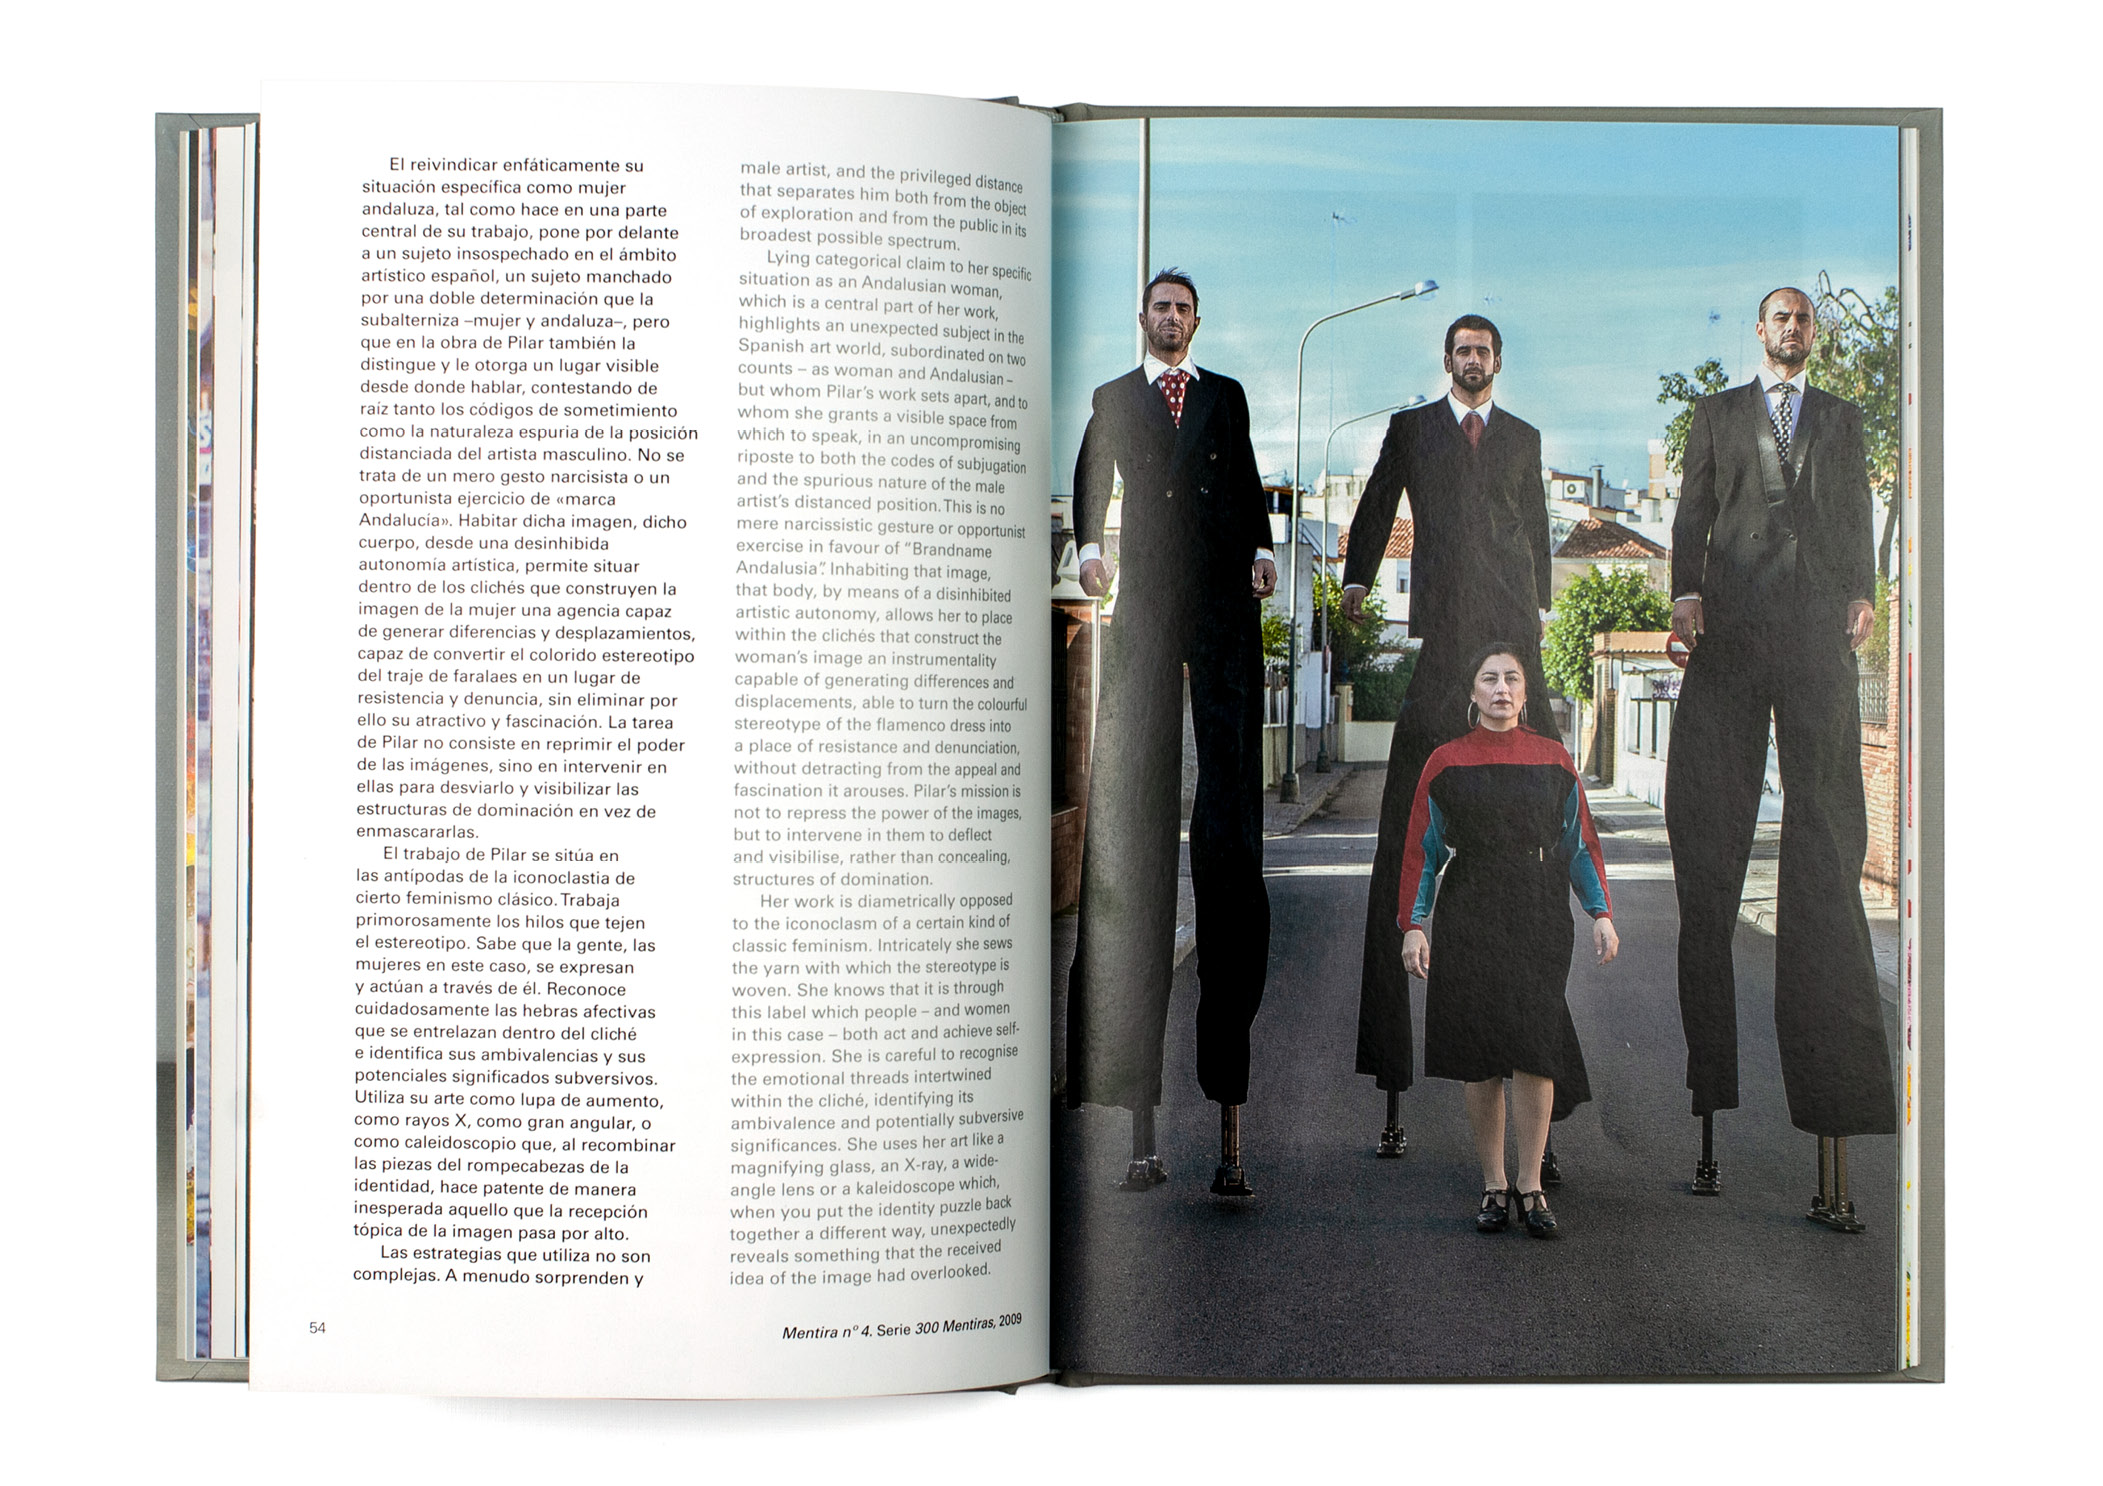 El reivindicar enfáticamente su
situación específica como mujer
andaluza, tal como hace en una parte
central de su trabajo, pone por delante
a un sujeto insospechado en el ámbito
artístico español, un sujeto manchado
por una doble determinación que la
subalterniza –mujer y andaluza–, pero
que en la obra de Pilar también la
distingue y le otorga un lugar visible
desde donde hablar, contestando de
raíz tanto los códigos de sometimiento
como la naturaleza espuria de la posición
distanciada del artista masculino. No se
trata de un mero gesto narcisista o un
oportunista ejercicio de «marca
Andalucía». Habitar dicha imagen, dicho
cuerpo, desde una desinhibida
autonomía artística, permite situar
dentro de los clichés que construyen la
imagen de la mujer una agencia capaz
de generar diferencias y desplazamientos,
capaz de convertir el colorido estereotipo
del traje de faralaes en un lugar de
resistencia y denuncia, sin eliminar por
ello su atractivo y fascinación. La tarea
de Pilar no consiste en reprimir el poder
de las imágenes, sino en intervenir en
ellas para desviarlo y visibilizar las
estructuras de dominación en vez de
enmascararlas.
El trabajo de Pilar se sitúa en
las antípodas de la iconoclastia de
cierto feminismo clásico. Trabaja
primorosamente los hilos que tejen
el estereotipo. Sabe que la gente, las
mujeres en este caso, se expresan
y actúan a través de él. Reconoce
cuidadosamente las hebras afectivas
que se entrelazan dentro del cliché
e identifica sus ambivalencias y sus
potenciales significados subversivos.
Utiliza su arte como lupa de aumento,
como rayos X, como gran angular, o
como caleidoscopio que, al recombinar
las piezas del rompecabezas de la
identidad, hace patente de manera
inesperada aquello que la recepción
tópica de la imagen pasa por alto.
Las estrategias que utiliza no son
complejas. A menudo sorprenden y
male artist, and the privileged distance
that separates him both from the object
of exploration and from the public in its
broadest possible spectrum.
Lying categorical claim to her specific
situation as an Andalusian woman,
which is a central part of her work,
highlights an unexpected subject in the
Spanish art world, subordinated on two
counts – as woman and Andalusian –
but whom Pilar's work sets apart, and to
whom she grants a visible space from
which to speak, in an uncompromising
riposte to both the codes of subjugation
and the spurious nature of the male
artist's distanced position. This is no
mere narcissistic gesture or opportunist
exercise in favour of “Brandname
Andalusia”. Inhabiting that image,
that body, by means of a disinhibited
artistic autonomy, allows her to place
within the clichés that construct the
woman's image an instrumentality
capable of generating differences and
displacements, able to turn the colourful
stereotype of the flamenco dress into
a place of resistance and denunciation,
without detracting from the appeal and
fascination it arouses. Pilar's mission is
not to repress the power of the images,
but to intervene in them to deflect
and visibilise, rather than concealing,
structures of domination.
Her work is diametrically opposed
to the iconoclasm of a certain kind of
classic feminism. Intricately she sews
the yarn with which the stereotype is
woven. She knows that it is through
this label which people – and women
in this case – both act and achieve self-
expression. She is careful to recognise
the emotional threads intertwined
within the cliché, identifying its
ambivalence and potentially subversive
significances. She uses her art like a
magnifying glass, an X-ray, a wide-
angle lens or a kaleidoscope which,
when you put the identity puzzle back
together a different way, unexpectedly
reveals something that the received
idea of the image had overlooked.
54
Mentira nº 4. Serie 300 Mentiras, 2009